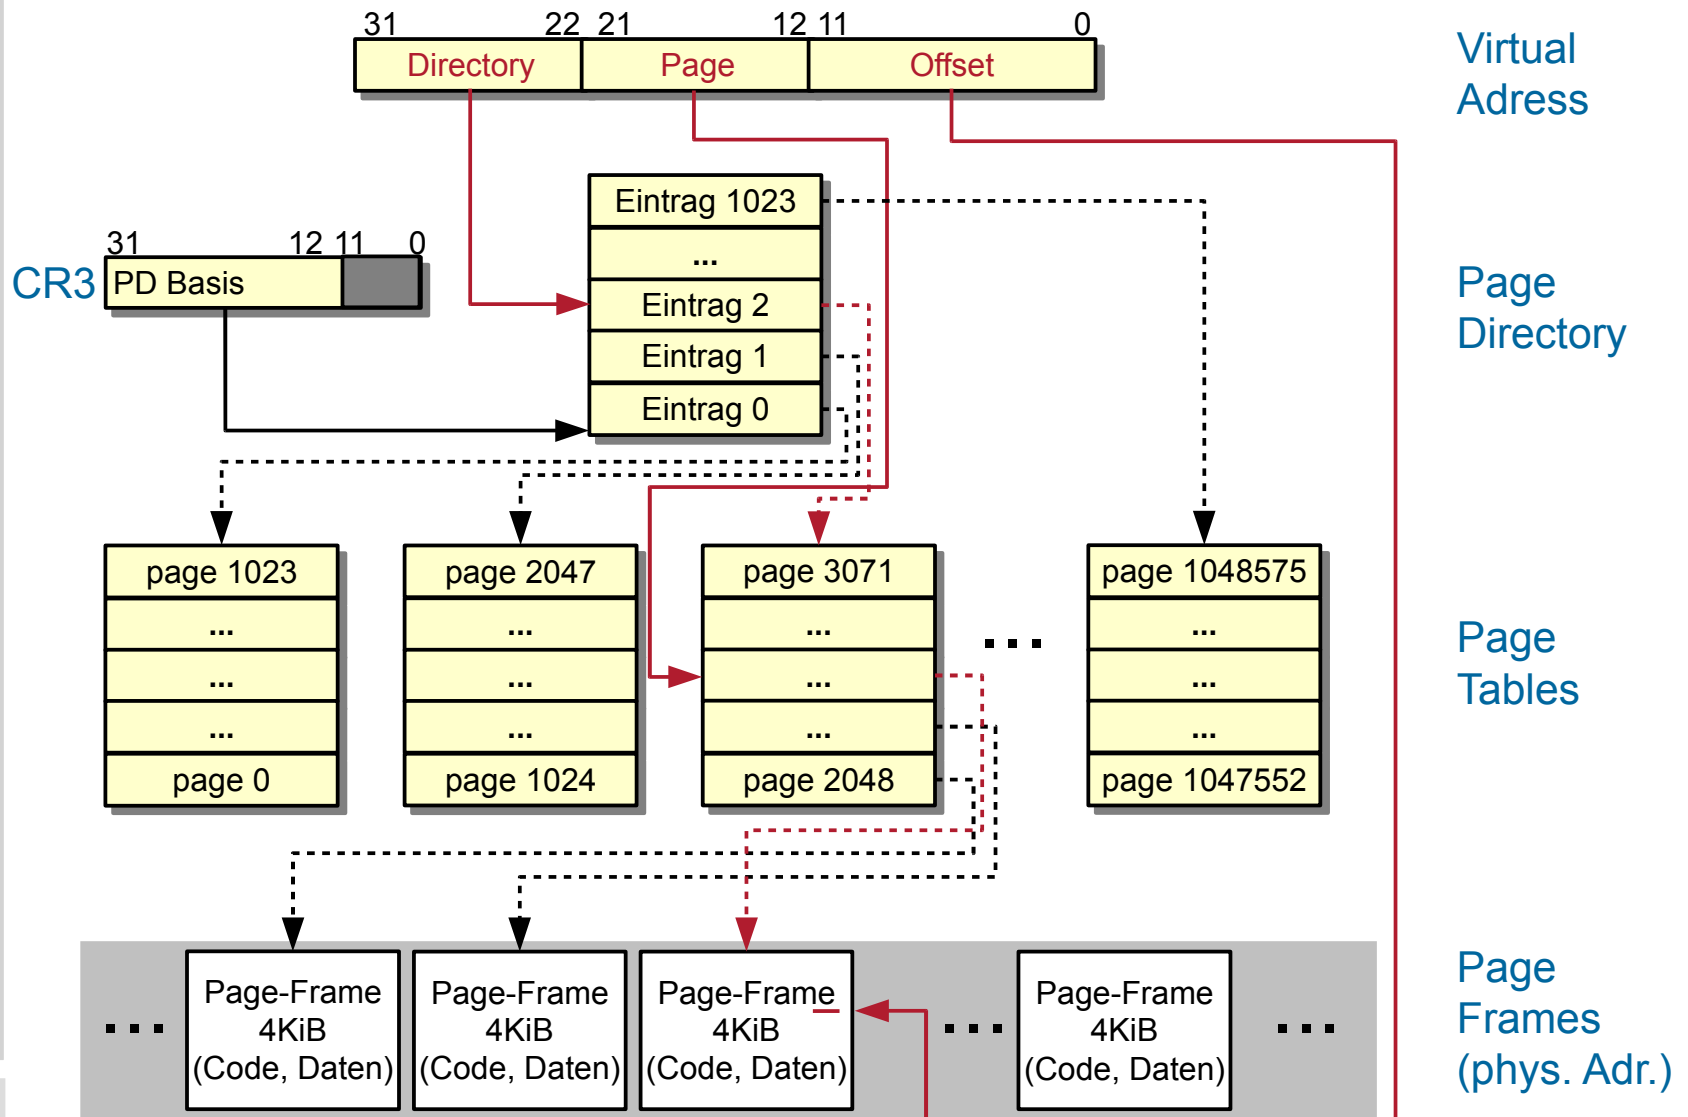 31 22 21 12 11 0
Directory Page Offset
Virtual
Adress
Eintrag 1023
...
Eintrag 2
Eintrag 1
Eintrag 0
31 12 11 0
CR3 PD Basis
Page
Directory
page 1023
...
...
...
page 0
page 2047
...
...
...
page 1024
page 3071
...
...
...
page 2048
...
page 1048575
...
...
...
page 1047552
Page
Tables
...
Page-Frame
4KiB
(Code, Daten)
Page-Frame
4KiB
(Code, Daten)
Page-Frame
4KiB
(Code, Daten)
...
Page-Frame
4KiB
(Code, Daten)
...
Page
Frames
(phys. Adr.)